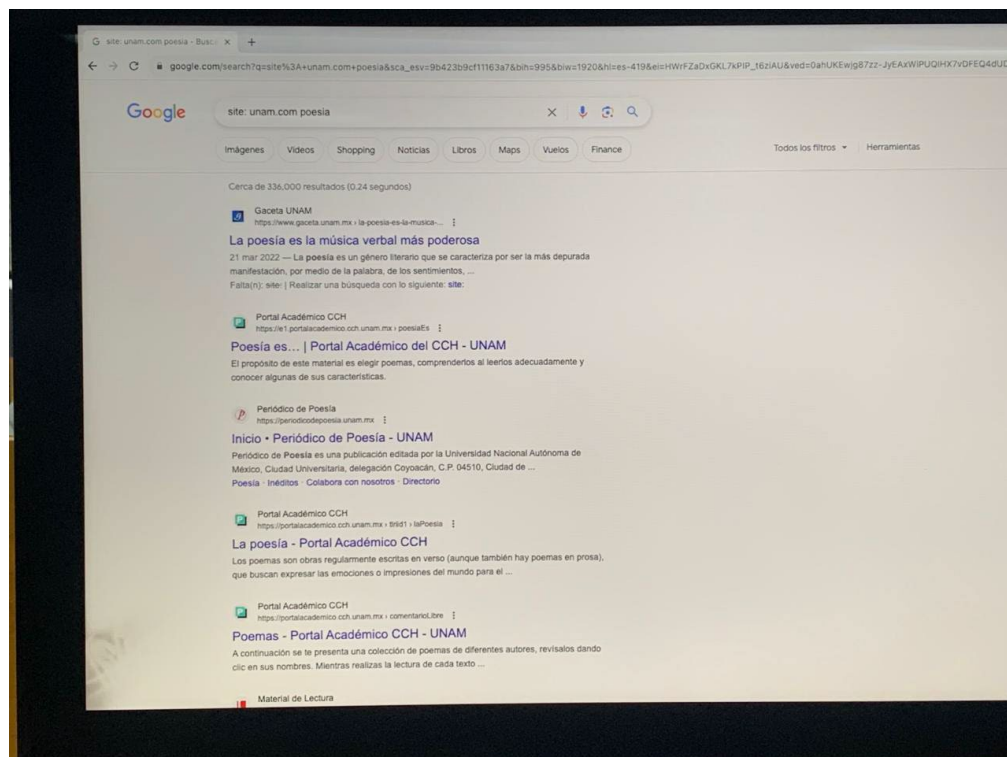 G site: unam.com poesia - Busc
google.com/search?q=site%3A+unam.com+poesia&sca_esv=9b423b9cf11163a7&bih=995&biw=1920&hl=es-419&ei=HWrFZaDxGKL7kPIP_t6ziAU&ved=0ahUKEwjg87zz-JyEAxWIPUQIHX7vDFEQ4dUD
Google
site: unam.com poesia
Imágenes Videos Shopping Noticias Libros Maps Vuelos Finance Todos los filtros Herramientas
Cerca de 336,000 resultados (0.24 segundos)
Gaceta UNAM
https://www.gaceta.unam.mx › la-poesia-es-la-musica-...
La poesía es la música verbal más poderosa
21 mar 2022 — La poesía es un género literario que se caracteriza por ser la más depurada
manifestación, por medio de la palabra, de los sentimientos, ...
Falta(n): site: | Realizar una búsqueda con lo siguiente: site:
Portal Académico CCH
https://e1.portalacademico.cch.unam.mx › poesiaEs
Poesía es... | Portal Académico del CCH - UNAM
El propósito de este material es elegir poemas, comprenderlos al leerlos adecuadamente y
conocer algunas de sus características.
Periódico de Poesía
https://periodicodepoesia.unam.mx
Inicio • Periódico de Poesía - UNAM
Periódico de Poesía es una publicación editada por la Universidad Nacional Autónoma de
México, Ciudad Universitaria, delegación Coyoacán, C.P. 04510, Ciudad de ...
Poesía · Inéditos · Colabora con nosotros · Directorio
Portal Académico CCH
https://portalacademico.cch.unam.mx › tlriid1 › laPoesia
La poesía - Portal Académico CCH
Los poemas son obras regularmente escritas en verso (aunque también hay poemas en prosa),
que buscan expresar las emociones o impresiones del mundo para el ...
Portal Académico CCH
https://portalacademico.cch.unam.mx › comentarioLibre
Poemas - Portal Académico CCH - UNAM
A continuación se te presenta una colección de poemas de diferentes autores, revísalos dando
clic en sus nombres. Mientras realizas la lectura de cada texto ...
Material de Lectura